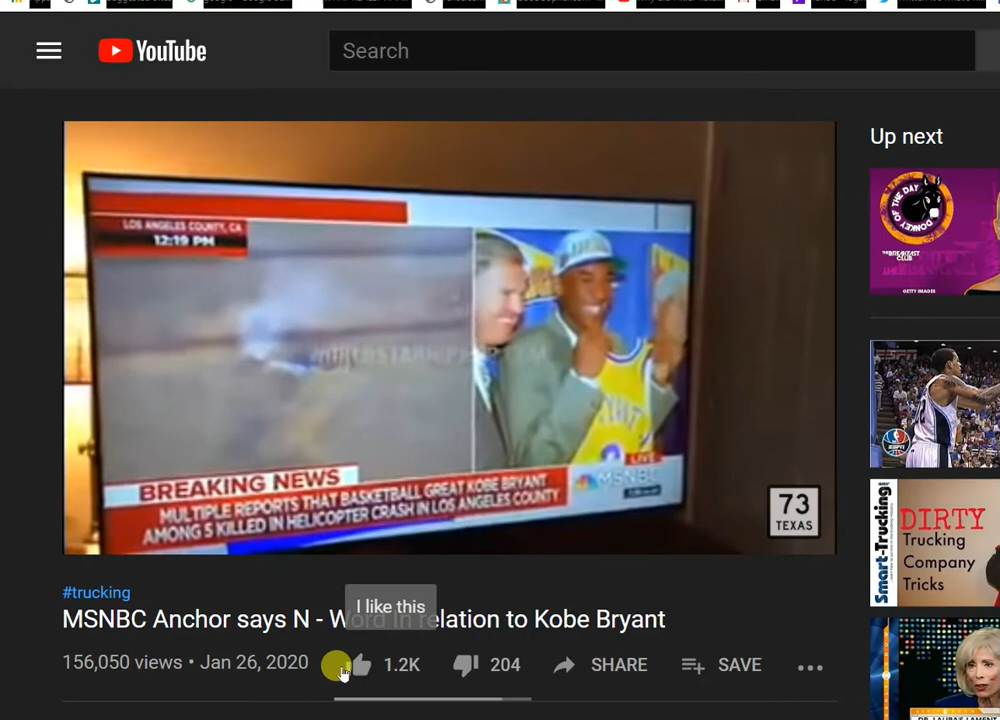 YouTube
Search
Up next
LOS ANGELES COUNTY, CA
12:19 PM
BREAKING NEWS
MULTIPLE REPORTS THAT BASKETBALL GREAT KOBE BRYANT
AMONG 5 KILLED IN HELICOPTER CRASH IN LOS ANGELES COUNTY
LIVE
MSNBC
73
TEXAS
DONKEY OF THE DAY
THE BREAKFAST CLUB
GETTY IMAGES
ESPN
Smart-Trucking
DIRTY
Trucking
Company
Tricks
#trucking
I like this
MSNBC Anchor says N - Word In relation to Kobe Bryant
156,050 views • Jan 26, 2020
1.2K
204
SHARE
SAVE